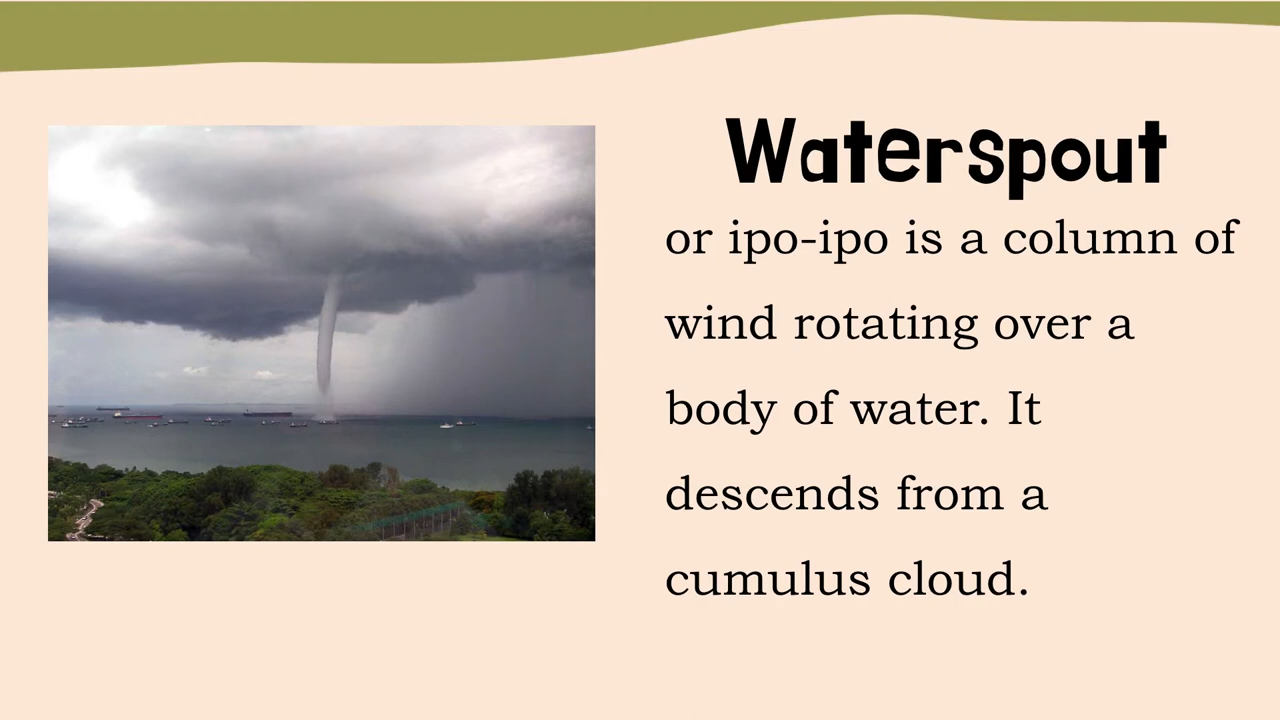 Waterspout
or ipo-ipo is a column of
wind rotating over a
body of water. It
descends from a
cumulus cloud.